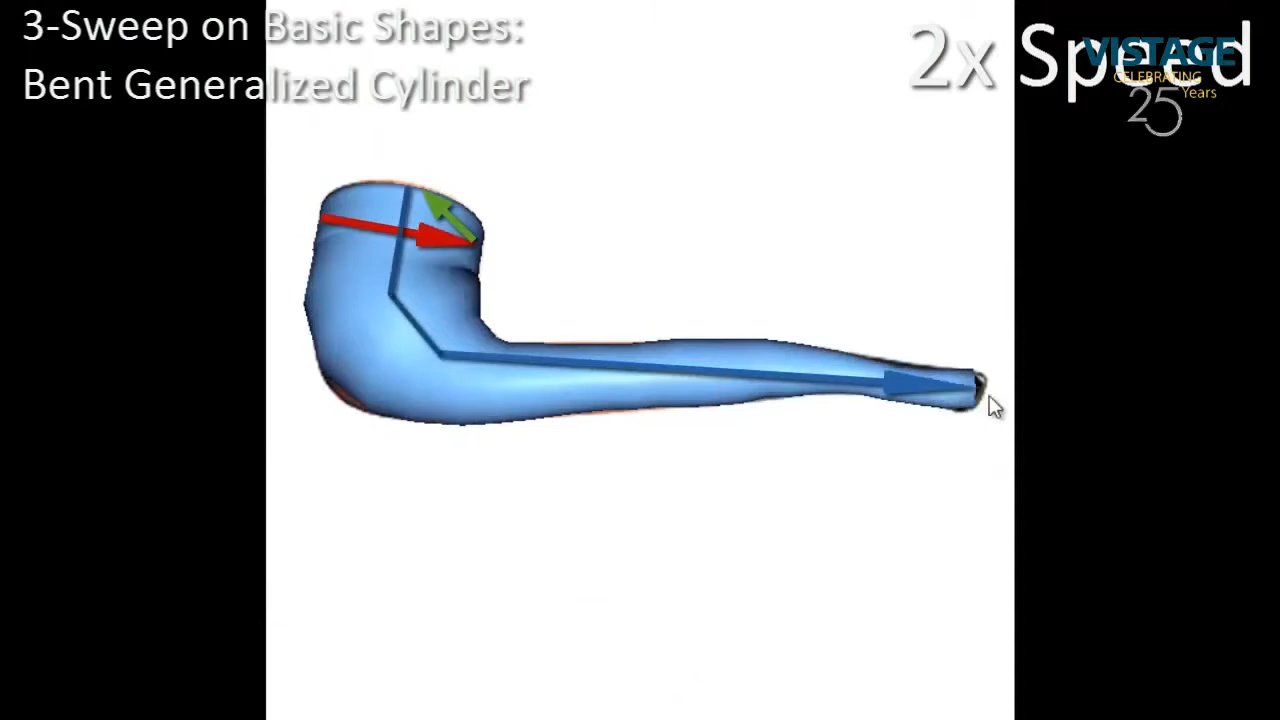 3-Sweep on Basic Shapes:
Bent Generalized Cylinder
2x Speed
VISTAGE
CELEBRATING
25 Years